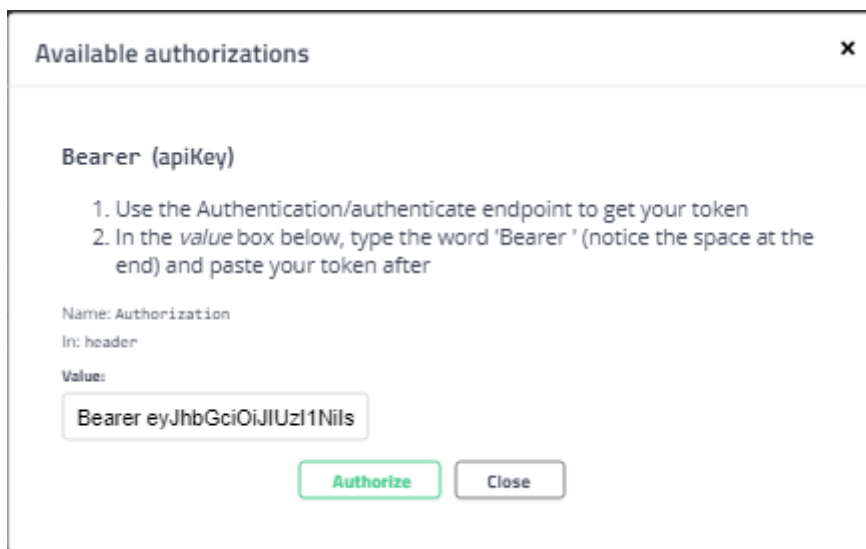 Available authorizations
×
Bearer (apiKey)
1. Use the Authentication/authenticate endpoint to get your token
2. In the value box below, type the word 'Bearer ' (notice the space at the
end) and paste your token after
Name: Authorization
In: header
Value:
Bearer eyJhbGciOiJIUzI1NiIs
Authorize Close